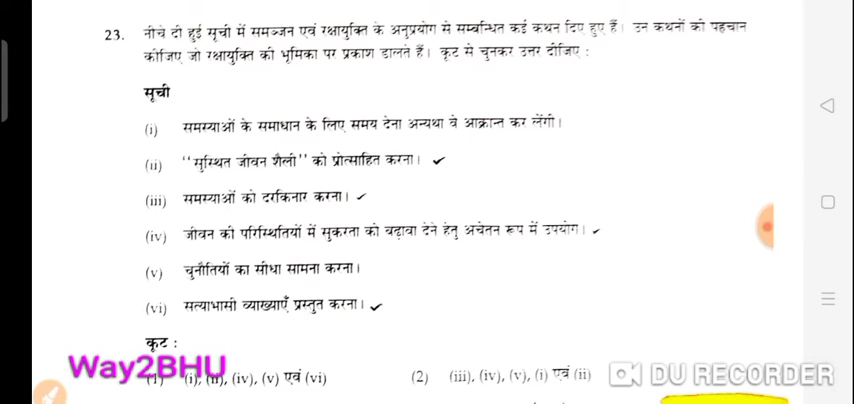 23. नीचे दी हुई सूची में समञ्जन एवं रक्षायुक्ति के अनुप्रयोग से सम्बन्धित कई कथन दिए हुए हैं। उन कथनों की पहचान
कीजिए जो रक्षायुक्ति की भूमिका पर प्रकाश डालते हैं। कूट से चुनकर उत्तर दीजिए :
सूची
(i) समस्याओं के समाधान के लिए समय देना अन्यथा वे आक्रान्त कर लेंगी।
(ii) "सुस्थित जीवन शैली" को प्रोत्साहित करना।
(iii) समस्याओं को दरकिनार करना।
(iv) जीवन की परिस्थितियों में सुकरता को बढ़ावा देने हेतु अचेतन रूप में उपयोग।
(v) चुनौतियों का सीधा सामना करना।
(vi) सत्याभासी व्याख्याएँ प्रस्तुत करना।
कूट :
Way2BHU
(1) (i), (ii), (iv), (v) एवं (vi) (2) (iii), (iv), (v), (i) एवं (ii)
DU RECORDER